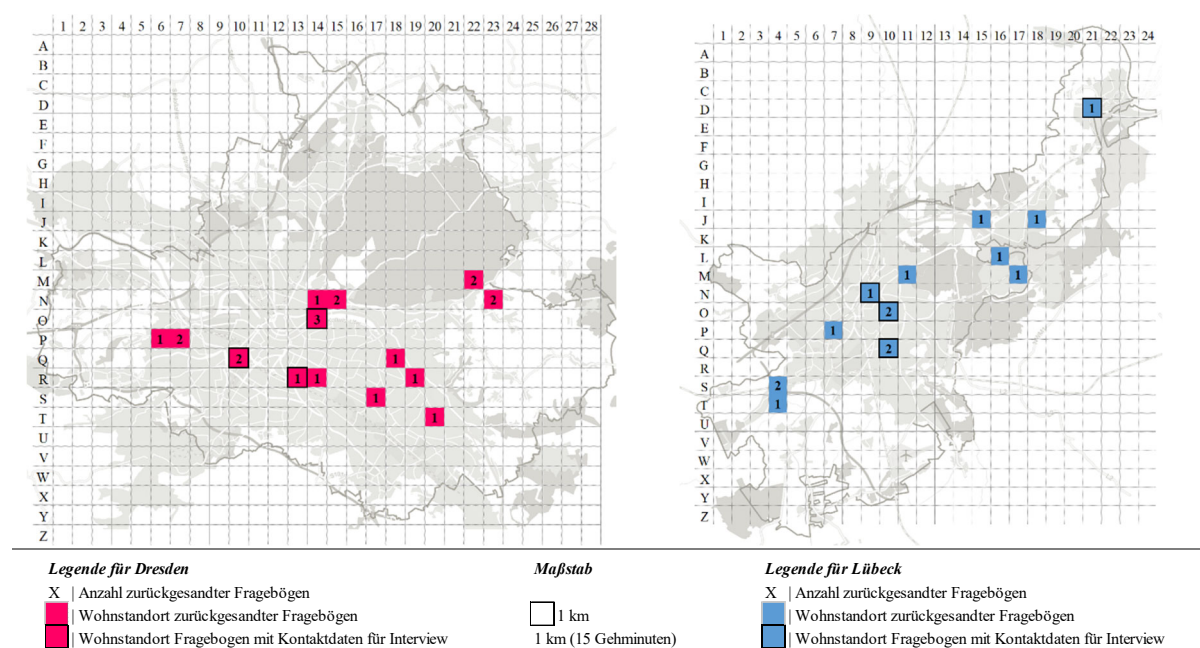 1 2 3 4 5 6 7 8 9 10 11 12 13 14 15 16 17 18 19 20 21 22 23 24 25 26 27 28
A
B
C
D
E
F
G
H
I
J
K
L
M 2
N 1 2 2
O 3
P 1 2
Q 2 1
R 1 1 1
S 1
T 1
U
V
W
X
Y
Z
1 2 3 4 5 6 7 8 9 10 11 12 13 14 15 16 17 18 19 20 21 22 23 24
A
B
C
D 1
E
F
G
H
I
J 1 1
K
L 1
M 1 1
N 1
O 2
P 1
Q 2
R
S 2
T 1
U
V
W
X
Y
Z
Legende für Dresden
X | Anzahl zurückgesandter Fragebögen
| Wohnstandort zurückgesandter Fragebögen
| Wohnstandort Fragebogen mit Kontaktdaten für Interview
Maßstab
1 km
1 km (15 Gehminuten)
Legende für Lübeck
X | Anzahl zurückgesandter Fragebögen
| Wohnstandort zurückgesandter Fragebögen
| Wohnstandort Fragebogen mit Kontaktdaten für Interview